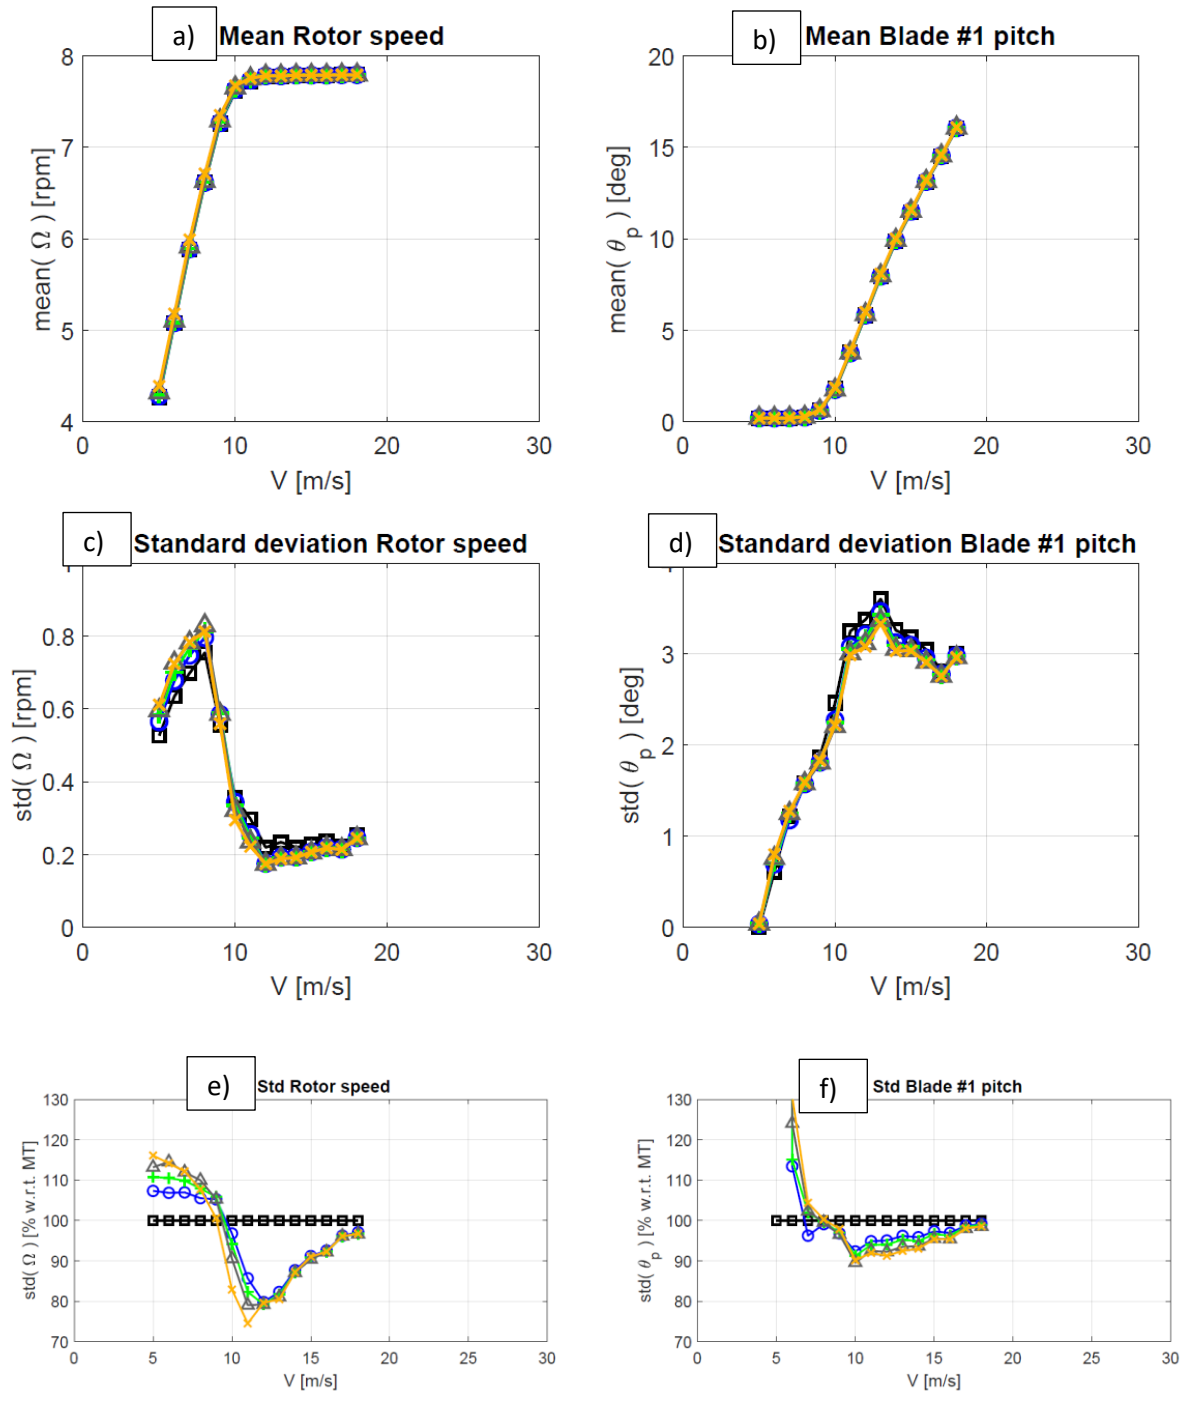 a) Mean Rotor speed
8
7
6
5
4
0 10 20 30
mean( Ω ) [rpm]
V [m/s]
b) Mean Blade #1 pitch
20
15
10
5
0
0 10 20 30
mean( θp ) [deg]
V [m/s]
c) Standard deviation Rotor speed
0.8
0.6
0.4
0.2
0
0 10 20 30
std( Ω ) [rpm]
V [m/s]
d) Standard deviation Blade #1 pitch
3
2
1
0
0 10 20 30
std( θp ) [deg]
V [m/s]
e) Std Rotor speed
130
120
110
100
90
80
70
0 5 10 15 20 25 30
std( Ω ) [% w.r.t. MT]
V [m/s]
f) Std Blade #1 pitch
130
120
110
100
90
80
70
0 5 10 15 20 25 30
std( θp ) [% w.r.t. MT]
V [m/s]